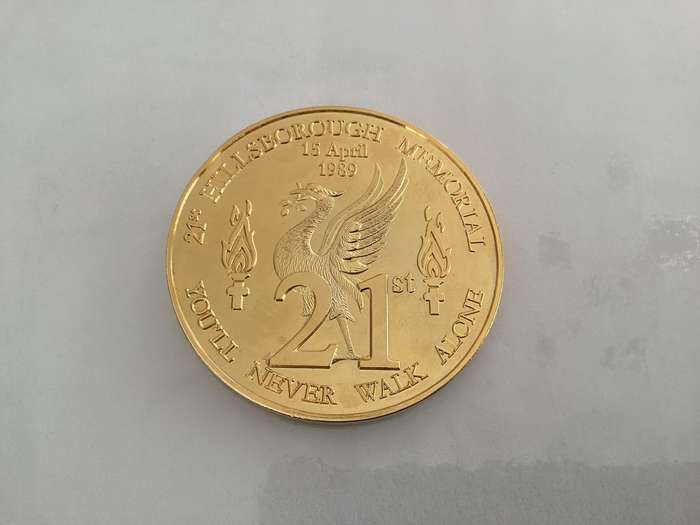 21st HILLSBOROUGH MEMORIAL
15 April
1989
21st
YOU'LL NEVER WALK ALONE